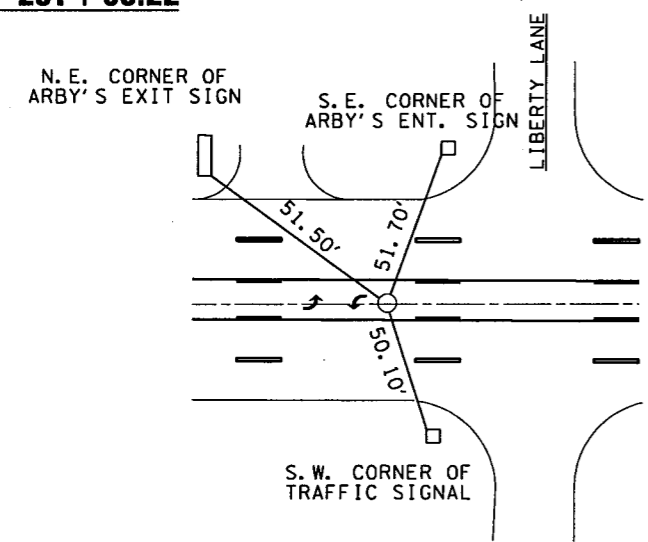 N.E. CORNER OF
ARBY'S EXIT SIGN
S.E. CORNER OF
ARBY'S ENT. SIGN
LIBERTY LANE
51.50'
51.70'
50.10'
S.W. CORNER OF
TRAFFIC SIGNAL